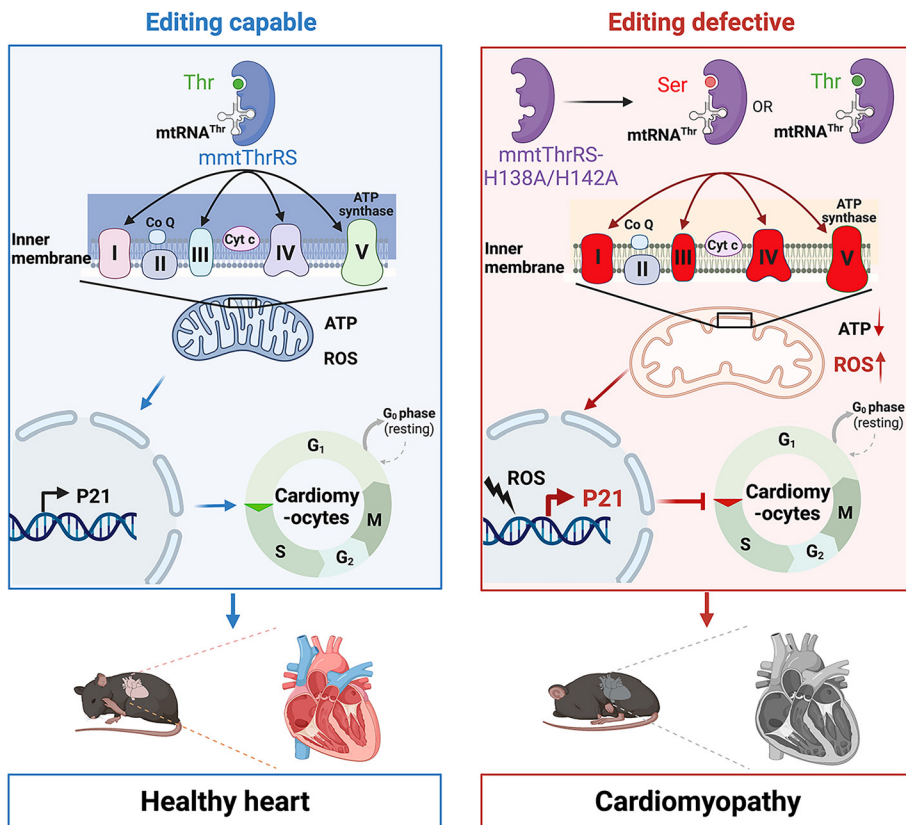 Editing capable
Thr
mtRNAThr
mmtThrRS
ATP
synthase
Co Q
Inner
membrane
I
II
III
Cyt c
IV
V
ATP
ROS
G0 phase
(resting)
P21
G1
Cardiomy
-ocytes
M
S
G2
Healthy heart
Editing defective
Ser
Thr
OR
mtRNAThr
mtRNAThr
mmtThrRS-
H138A/H142A
ATP
synthase
Co Q
Inner
membrane
I
II
III
Cyt c
IV
V
ATP
ROS
G0 phase
(resting)
ROS
P21
G1
Cardiomy
-ocytes
M
S
G2
Cardiomyopathy